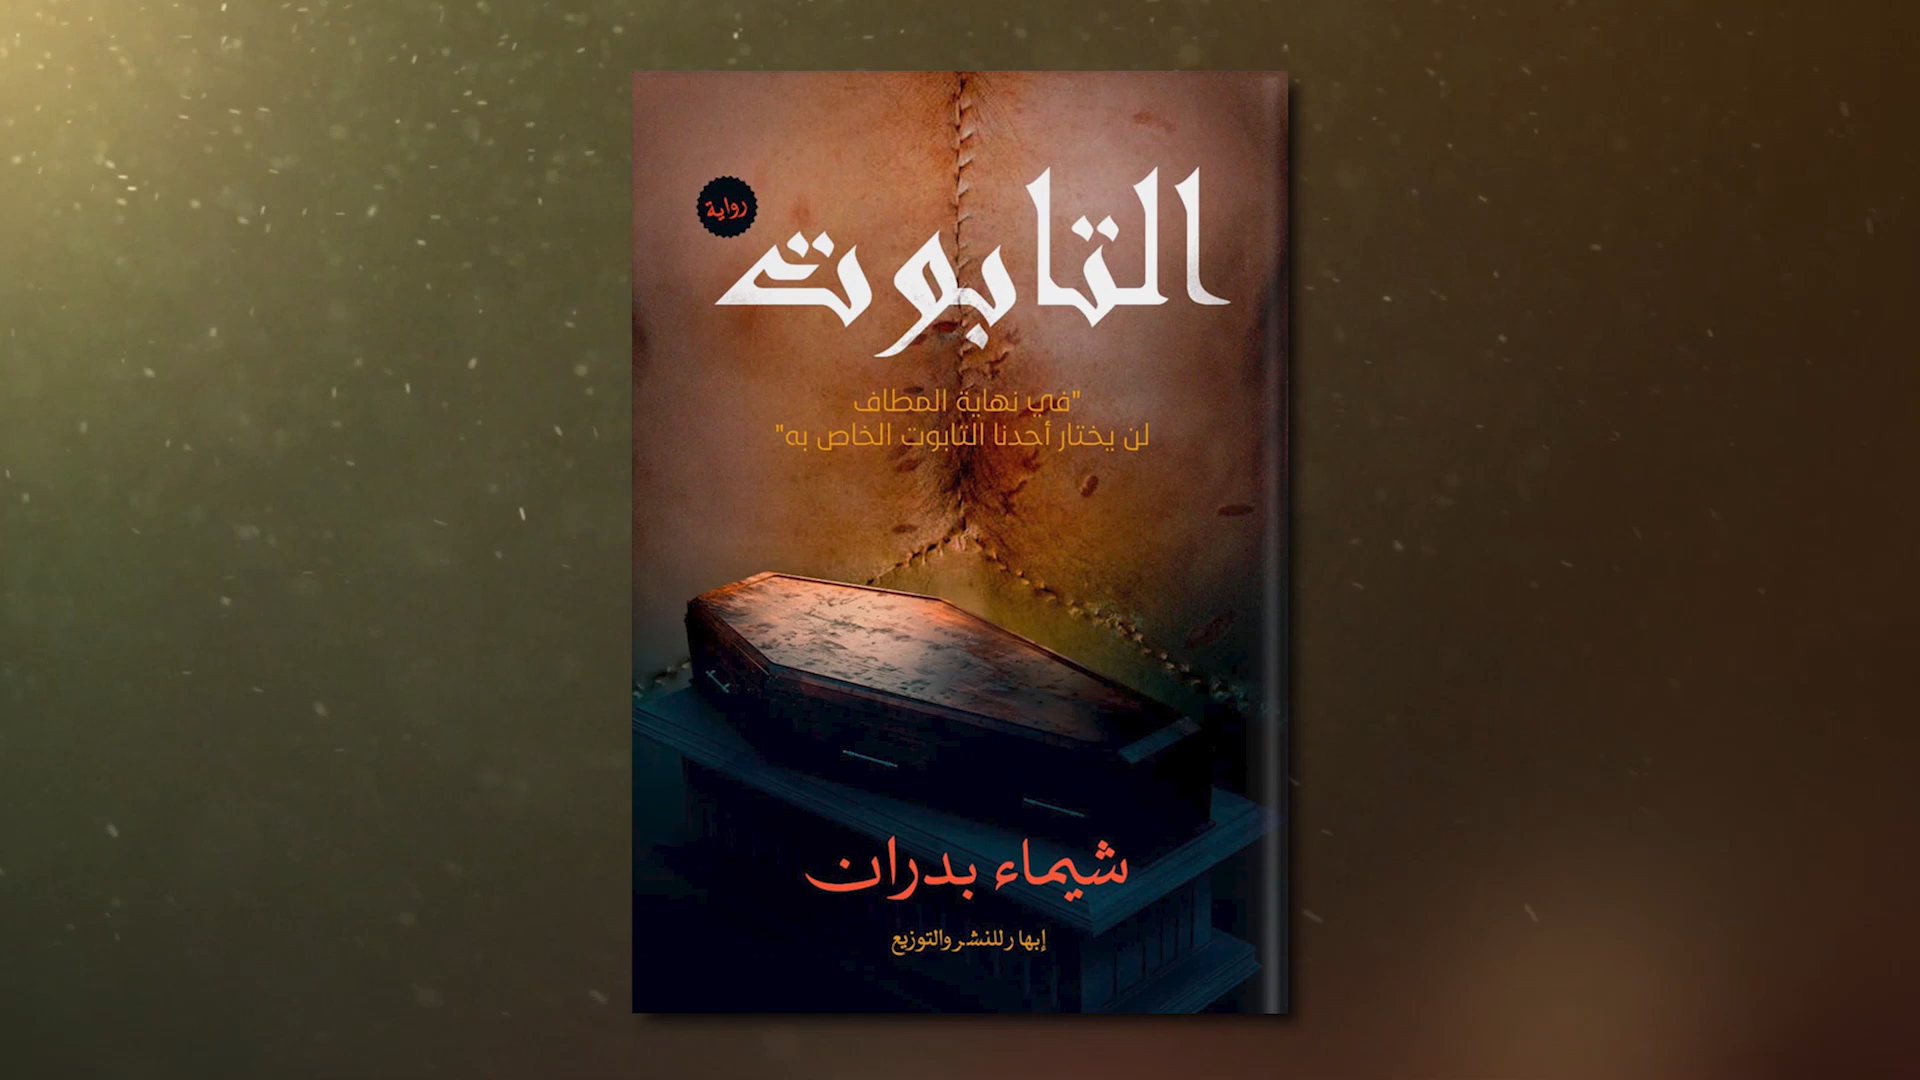 رواية
التابوت
"في نهاية المطاف
لن يختار أحدنا التابوت الخاص به"
شيماء بدران
إبهار للنشر والتوزيع